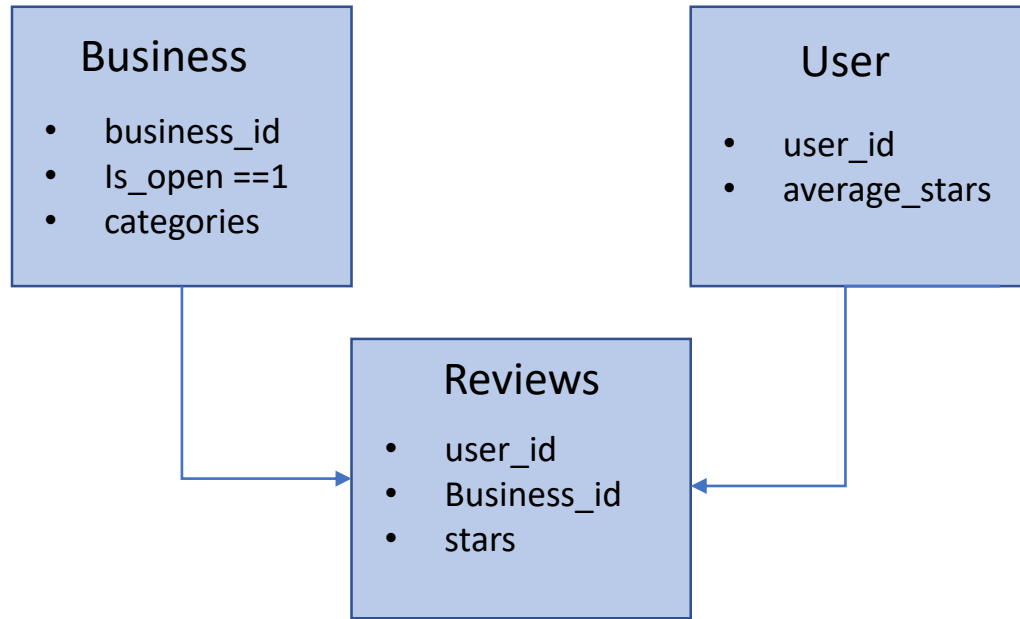 Business
• business_id
• Is_open ==1
• categories
User
• user_id
• average_stars
Reviews
• user_id
• Business_id
• stars